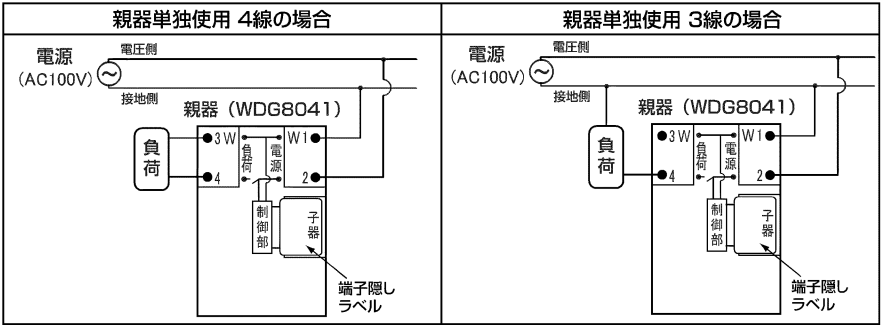 親器単独使用 4線の場合
電源
(AC100V)
電圧側
接地側
親器(WDG8041)
負荷
3 W
4
負荷
電源
W 1
2
制御部
子器
端子隠し
ラベル
親器単独使用 3線の場合
電源
(AC100V)
電圧側
接地側
親器(WDG8041)
負荷
3 W
4
負荷
電源
W 1
2
制御部
子器
端子隠し
ラベル